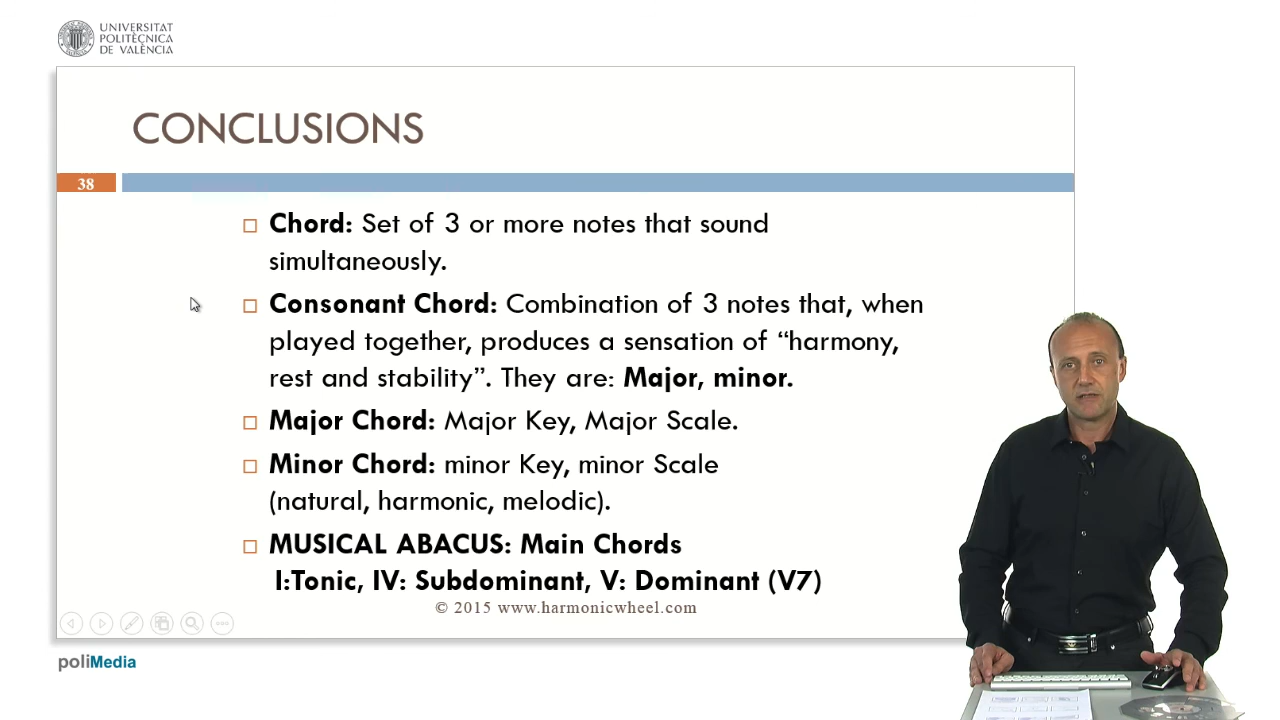 UNIVERSITAT
POLITÈCNICA
DE VALÈNCIA
CONCLUSIONS
38
Chord: Set of 3 or more notes that sound
simultaneously.
Consonant Chord: Combination of 3 notes that, when
played together, produces a sensation of “harmony,
rest and stability”. They are: Major, minor.
Major Chord: Major Key, Major Scale.
Minor Chord: minor Key, minor Scale
(natural, harmonic, melodic).
MUSICAL ABACUS: Main Chords
I:Tonic, IV: Subdominant, V: Dominant (V7)
© 2015 www.harmonicwheel.com
poliMedia